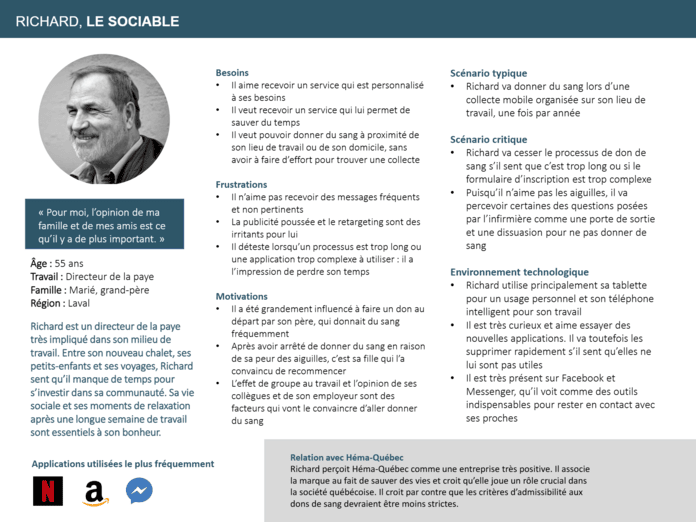 RICHARD, LE SOCIABLE
« Pour moi, l’opinion de ma
famille et de mes amis est ce
qu’il y a de plus important. »
Âge : 55 ans
Travail : Directeur de la paye
Famille : Marié, grand-père
Région : Laval
Richard est un directeur de la paye
très impliqué dans son milieu de
travail. Entre son nouveau chalet, ses
petits-enfants et ses voyages, Richard
sent qu’il manque de temps pour
s’investir dans sa communauté. Sa vie
sociale et ses moments de relaxation
après une longue semaine de travail
sont essentiels à son bonheur.
Applications utilisées le plus fréquemment
N
a
Besoins
• Il aime recevoir un service qui est personnalisé
à ses besoins
• Il veut recevoir un service qui lui permet de
sauver du temps
• Il veut pouvoir donner du sang à proximité de
son lieu de travail ou de son domicile, sans
avoir à faire d’effort pour trouver une collecte
Frustrations
• Il n’aime pas recevoir des messages fréquents
et non pertinents
• La publicité poussée et le retargeting sont des
irritants pour lui
• Il déteste lorsqu’un processus est trop long ou
une application trop complexe à utiliser : il a
l’impression de perdre son temps
Motivations
• Il a été grandement influencé à faire un don au
départ par son père, qui donnait du sang
fréquemment
• Après avoir arrêté de donner du sang en raison
de sa peur des aiguilles, c’est sa fille qui l’a
convaincu de recommencer
• L’effet de groupe au travail et l’opinion de ses
collègues et de son employeur sont des
facteurs qui vont le convaincre d’aller donner
du sang
Scénario typique
• Richard va donner du sang lors d’une
collecte mobile organisée sur son lieu de
travail, une fois par année
Scénario critique
• Richard va cesser le processus de don de
sang s’il sent que c’est trop long ou si le
formulaire d’inscription est trop complexe
• Puisqu’il n’aime pas les aiguilles, il va
percevoir certaines des questions posées
par l’infirmière comme une porte de sortie
et une dissuasion pour ne pas donner de
sang
Environnement technologique
• Richard utilise principalement sa tablette
pour un usage personnel et son téléphone
intelligent pour son travail
• Il est très curieux et aime essayer des
nouvelles applications. Il va toutefois les
supprimer rapidement s’il sent qu’elles ne
lui sont pas utiles
• Il est très présent sur Facebook et
Messenger, qu’il voit comme des outils
indispensables pour rester en contact avec
ses proches
Relation avec Héma-Québec
Richard perçoit Héma-Québec comme une entreprise très positive. Il associe
la marque au fait de sauver des vies et croit qu’elle joue un rôle crucial dans
la société québécoise. Il croit par contre que les critères d’admissibilité aux
dons de sang devraient être moins strictes.